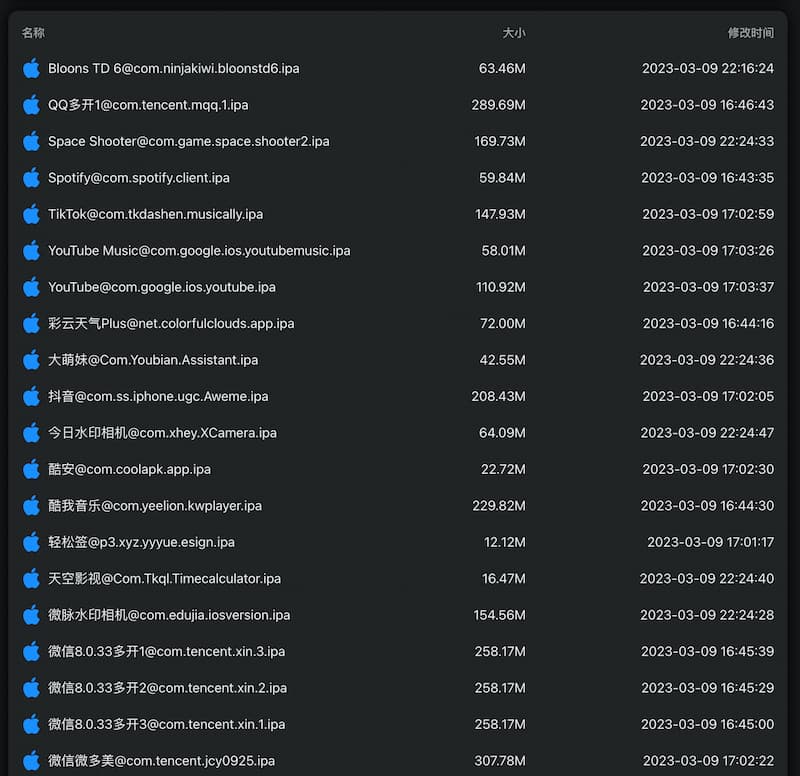 名称 大小 修改时间
Bloons TD 6@com.ninjakiwi.bloonstd6.ipa 63.46M 2023-03-09 22:16:24
QQ多开1@com.tencent.mqq.1.ipa 289.69M 2023-03-09 16:46:43
Space Shooter@com.game.space.shooter2.ipa 169.73M 2023-03-09 22:24:33
Spotify@com.spotify.client.ipa 59.84M 2023-03-09 16:43:35
TikTok@com.tkdashen.musically.ipa 147.93M 2023-03-09 17:02:59
YouTube Music@com.google.ios.youtubemusic.ipa 58.01M 2023-03-09 17:03:26
YouTube@com.google.ios.youtube.ipa 110.92M 2023-03-09 17:03:37
彩云天气Plus@net.colorfulclouds.app.ipa 72.00M 2023-03-09 16:44:16
大萌妹@Com.Youbian.Assistant.ipa 42.55M 2023-03-09 22:24:36
抖音@com.ss.iphone.ugc.Aweme.ipa 208.43M 2023-03-09 17:02:05
今日水印相机@com.xhey.XCamera.ipa 64.09M 2023-03-09 22:24:47
酷安@com.coolapk.app.ipa 22.72M 2023-03-09 17:02:30
酷我音乐@com.yeelion.kwplayer.ipa 229.82M 2023-03-09 16:44:30
轻松签@p3.xyz.yyyue.esign.ipa 12.12M 2023-03-09 17:01:17
天空影视@Com.Tkql.Timecalculator.ipa 16.47M 2023-03-09 22:24:40
微脉水印相机@com.edujia.iosversion.ipa 154.56M 2023-03-09 22:24:28
微信8.0.33多开1@com.tencent.xin.3.ipa 258.17M 2023-03-09 16:45:39
微信8.0.33多开2@com.tencent.xin.2.ipa 258.17M 2023-03-09 16:45:29
微信8.0.33多开3@com.tencent.xin.1.ipa 258.17M 2023-03-09 16:45:00
微信微多美@com.tencent.jcy0925.ipa 307.78M 2023-03-09 17:02:22